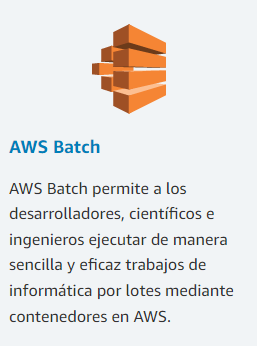 AWS Batch
AWS Batch permite a los
desarrolladores, científicos e
ingenieros ejecutar de manera
sencilla y eficaz trabajos de
informática por lotes mediante
contenedores en AWS.